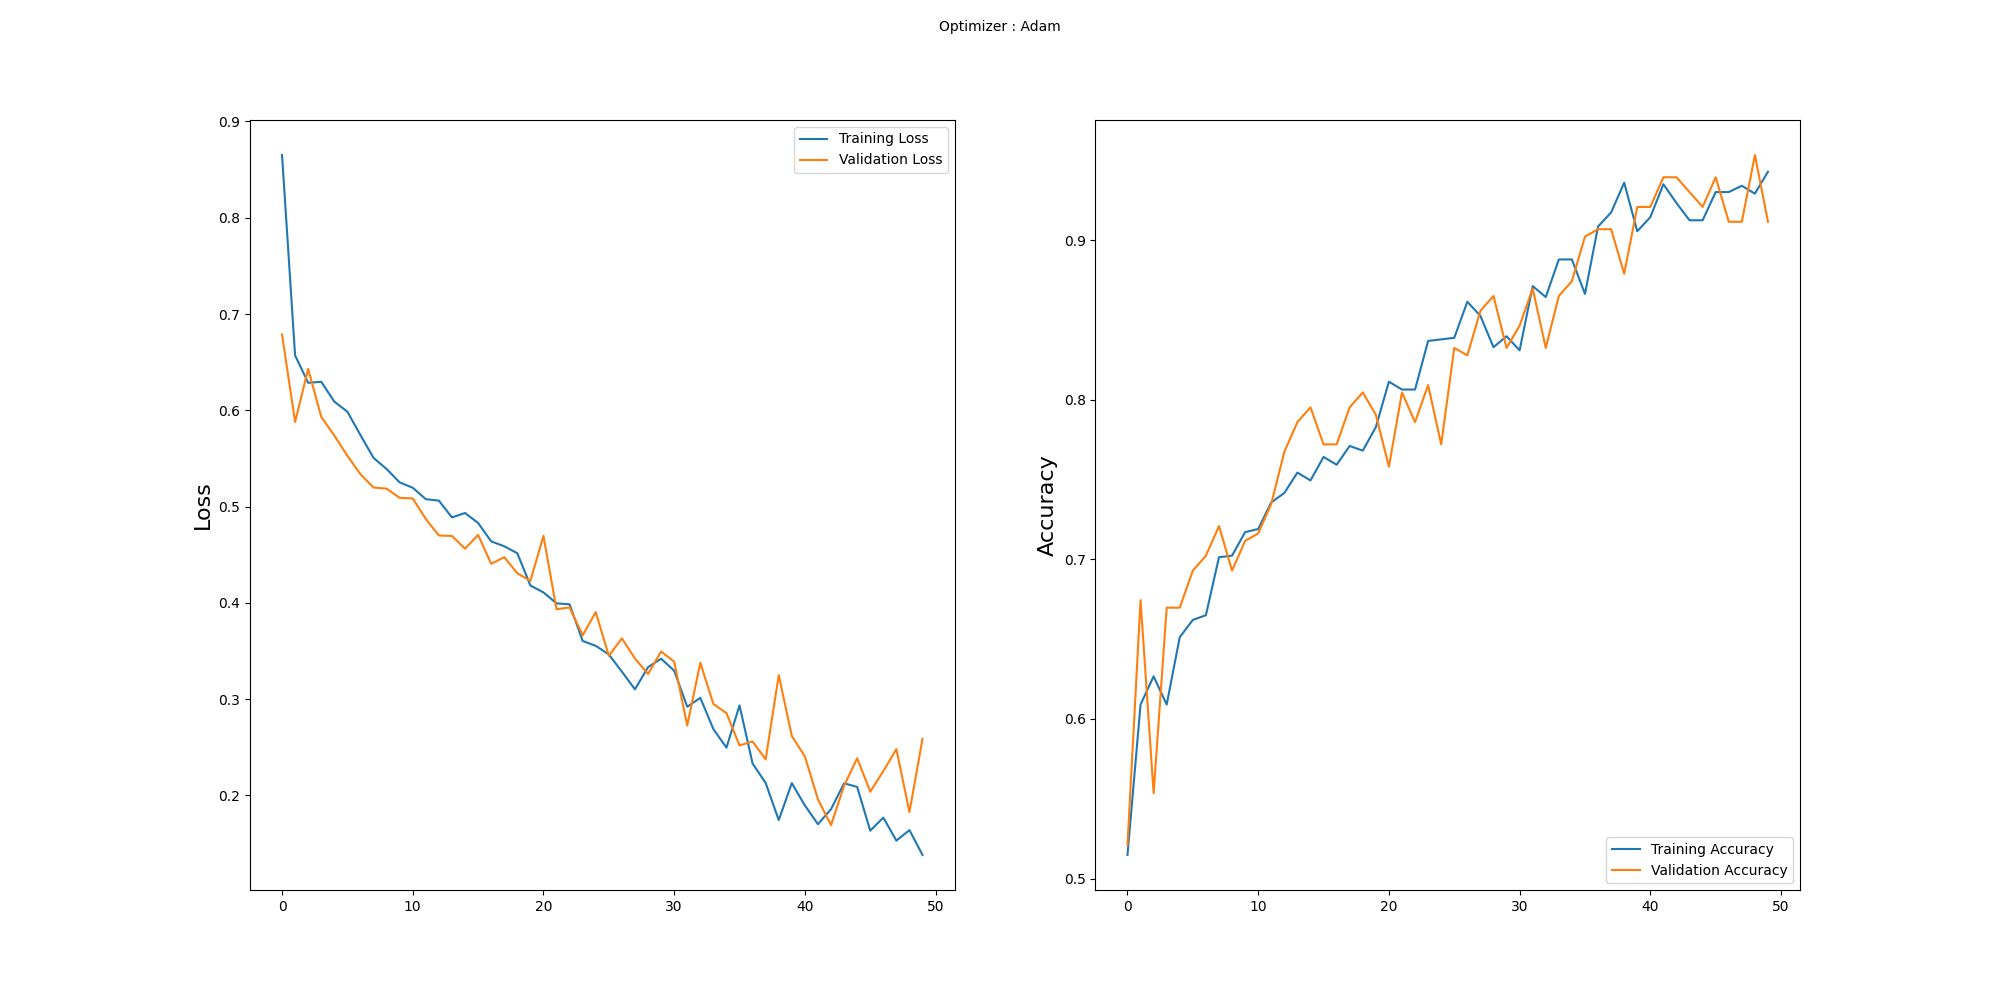 Optimizer : Adam
Loss
0.9
0.8
0.7
0.6
0.5
0.4
0.3
0.2
0 10 20 30 40 50
Training Loss
Validation Loss
Accuracy
0.9
0.8
0.7
0.6
0.5
0 10 20 30 40 50
Training Accuracy
Validation Accuracy